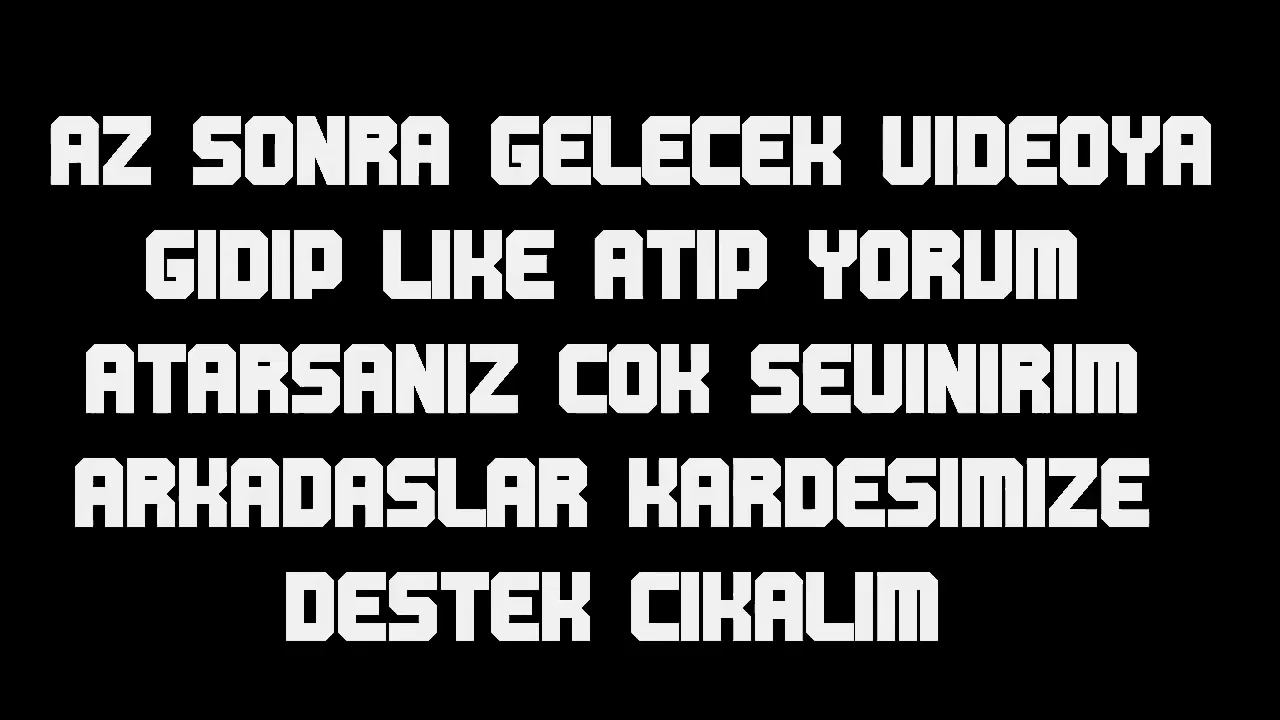 AZ SONRA GELECEK VIDEOYA
GIDIP LIKE ATIP YORUM
ATARSANIZ COK SEVINIRIM
ARKADASLAR KARDESIMIZE
DESTEK CIKALIM